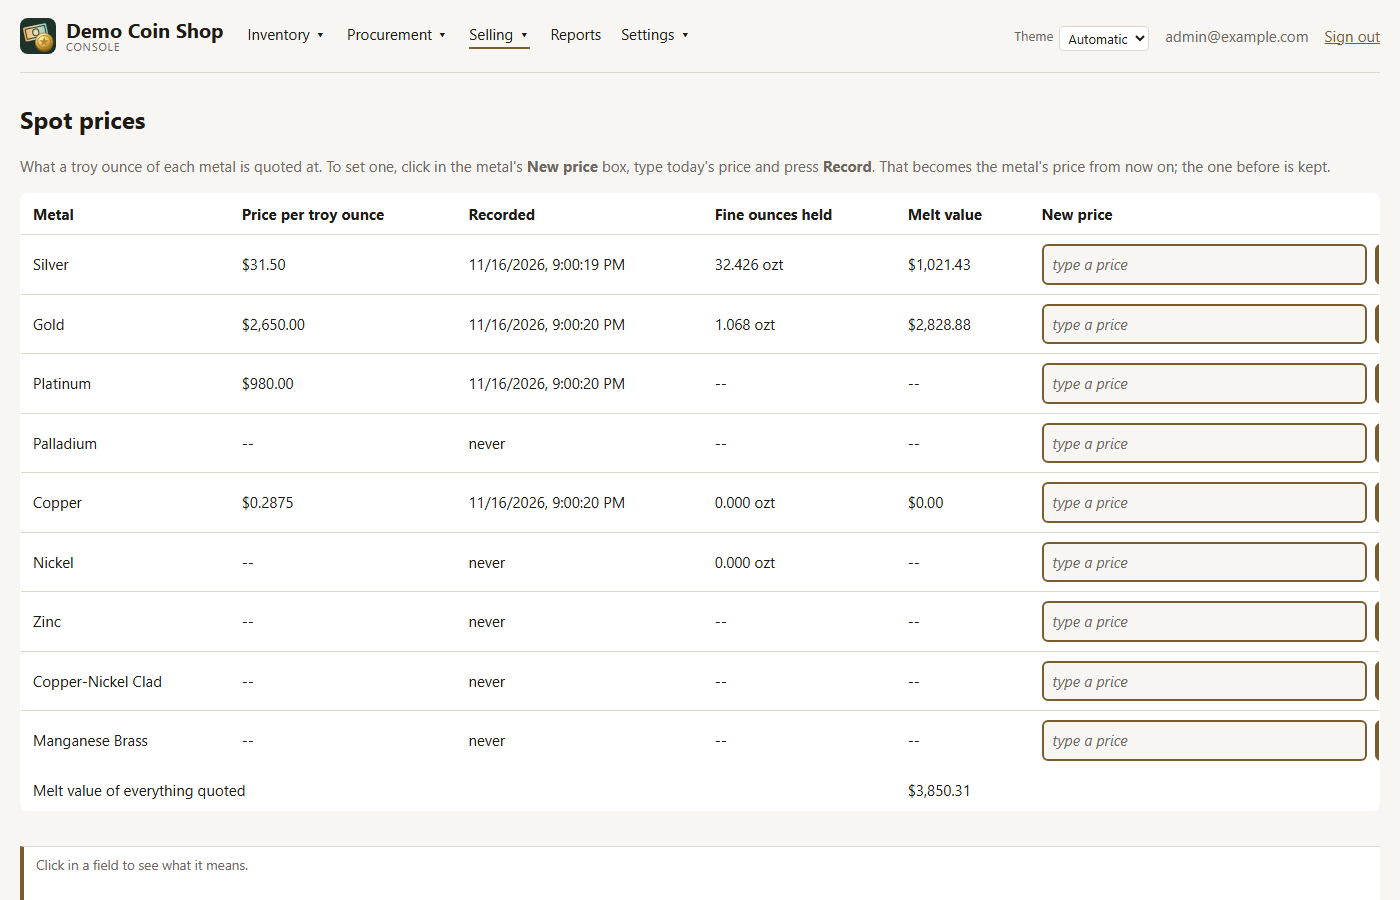 Demo Coin Shop
CONSOLE
Inventory ▼ Procurement ▼ Selling ▼ Reports Settings ▼
Theme Automatic admin@example.com Sign out
Spot prices
What a troy ounce of each metal is quoted at. To set one, click in the metal's New price box, type today's price and press Record. That becomes the metal's price from now on; the one before is kept.
Metal Price per troy ounce Recorded Fine ounces held Melt value New price
Silver $31.50 11/16/2026, 9:00:19 PM 32.426 ozt $1,021.43 type a price
Gold $2,650.00 11/16/2026, 9:00:20 PM 1.068 ozt $2,828.88 type a price
Platinum $980.00 11/16/2026, 9:00:20 PM -- -- type a price
Palladium -- never -- -- type a price
Copper $0.2875 11/16/2026, 9:00:20 PM 0.000 ozt $0.00 type a price
Nickel -- never 0.000 ozt -- type a price
Zinc -- never -- -- type a price
Copper-Nickel Clad -- never -- -- type a price
Manganese Brass -- never -- -- type a price
Melt value of everything quoted $3,850.31
Click in a field to see what it means.